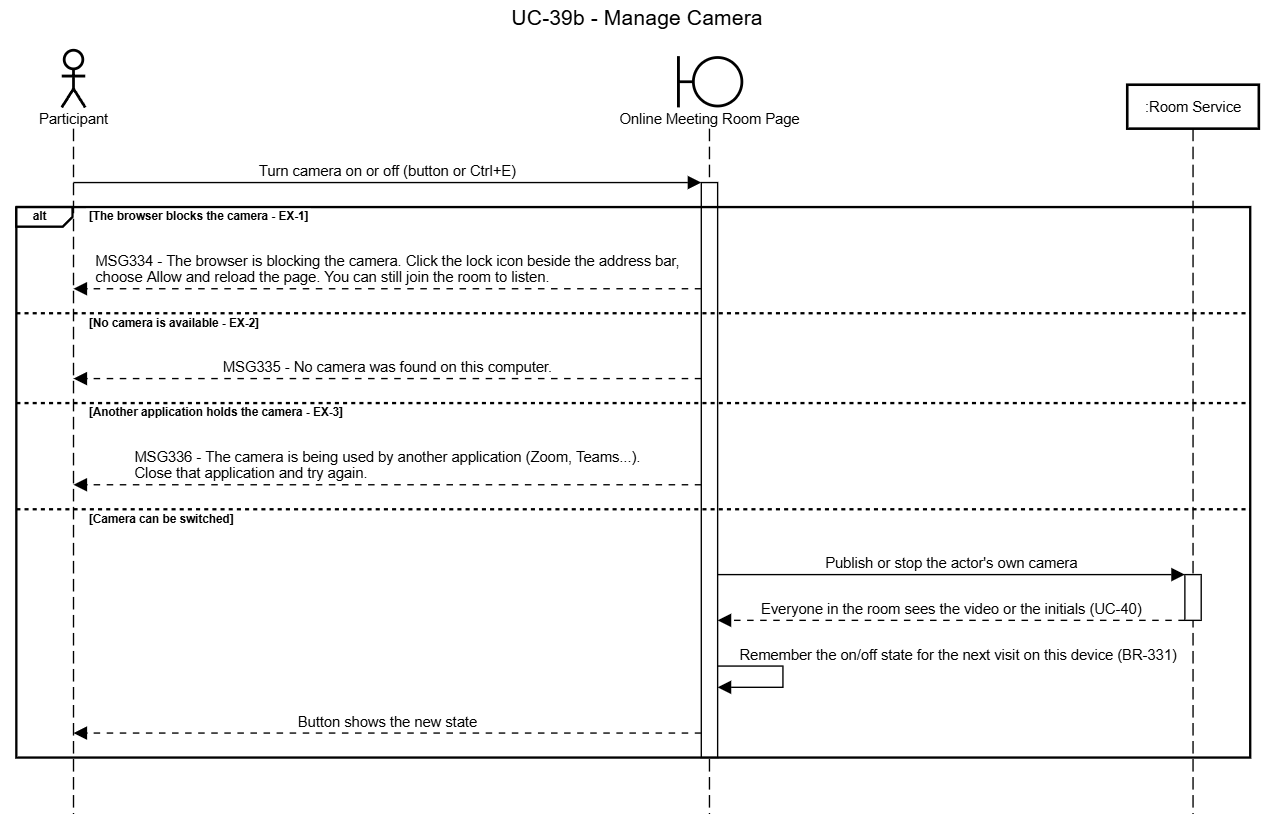 UC-39b - Manage Camera
Participant
Online Meeting Room Page
:Room Service
Turn camera on or off (button or Ctrl+E)
alt
[The browser blocks the camera - EX-1]
MSG334 - The browser is blocking the camera. Click the lock icon beside the address bar,
choose Allow and reload the page. You can still join the room to listen.
[No camera is available - EX-2]
MSG335 - No camera was found on this computer.
[Another application holds the camera - EX-3]
MSG336 - The camera is being used by another application (Zoom, Teams...).
Close that application and try again.
[Camera can be switched]
Publish or stop the actor's own camera
Everyone in the room sees the video or the initials (UC-40)
Remember the on/off state for the next visit on this device (BR-331)
Button shows the new state